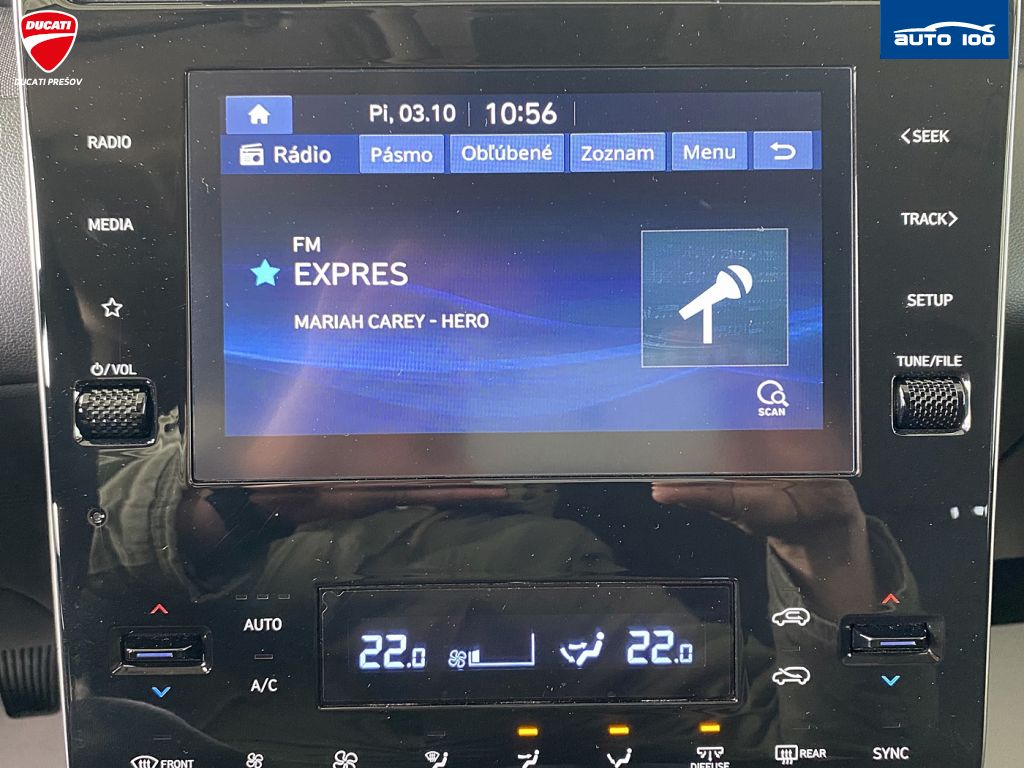 DUCATI
DUCATI PREŠOV
AUTO 100
Pi, 03.10 10:56
Rádio Pásmo Obľúbené Zoznam Menu
FM
EXPRES
MARIAH CAREY - HERO
SCAN
RADIO
MEDIA
/VOL
<SEEK
TRACK>
SETUP
TUNE/FILE
AUTO
A/C
22.0 22.0
FRONT
DIFFUSE
REAR
SYNC